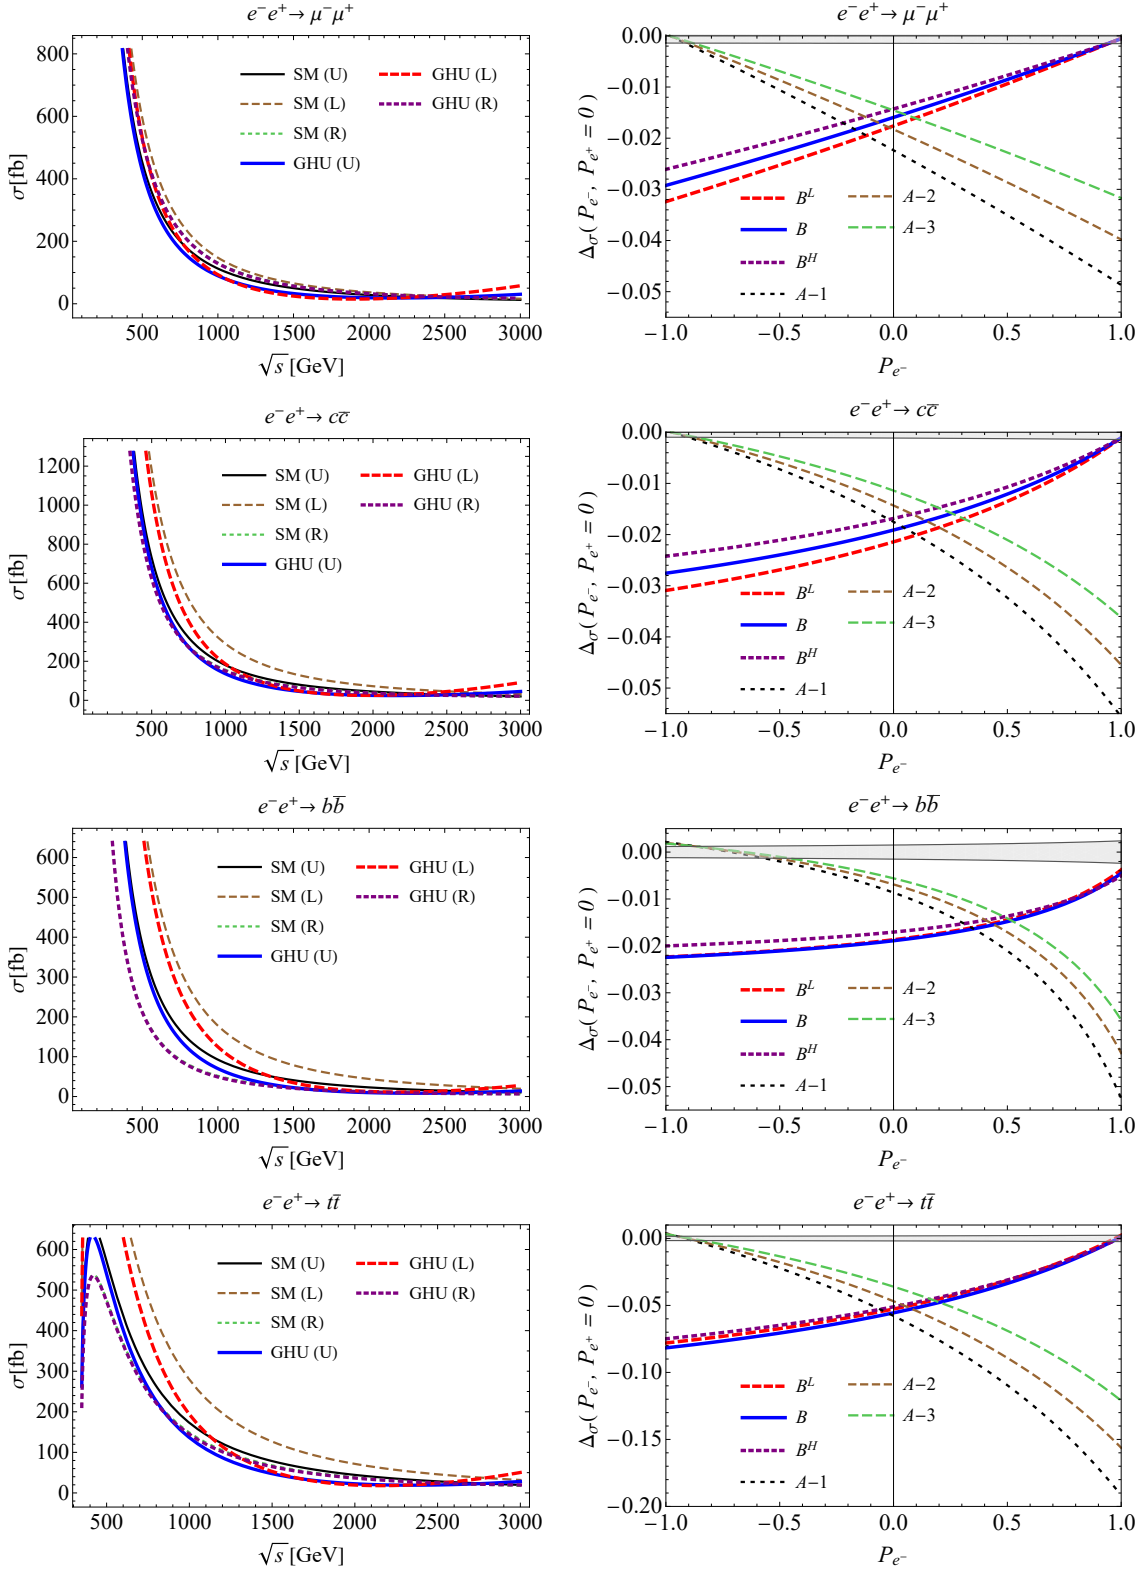 e⁻e⁺→ μ⁻μ⁺
σ[fb]
800
600
400
200
0
SM (U)
SM (L)
SM (R)
GHU (U)
GHU (L)
GHU (R)
500 1000 1500 2000 2500 3000
√s [GeV]
e⁻e⁺→ μ⁻μ⁺
Δσ( Pe⁻, Pe⁺ = 0 )
0.00
−0.01
−0.02
−0.03
−0.04
−0.05
B^L
B
B^H
A−1
A−2
A−3
−1.0 −0.5 0.0 0.5 1.0
Pe⁻
e⁻e⁺→ cc̅
σ[fb]
1200
1000
800
600
400
200
0
SM (U)
SM (L)
SM (R)
GHU (U)
GHU (L)
GHU (R)
500 1000 1500 2000 2500 3000
√s [GeV]
e⁻e⁺→ cc̅
Δσ( Pe⁻, Pe⁺ = 0 )
0.00
−0.01
−0.02
−0.03
−0.04
−0.05
B^L
B
B^H
A−1
A−2
A−3
−1.0 −0.5 0.0 0.5 1.0
Pe⁻
e⁻e⁺→ bb̅
σ[fb]
600
500
400
300
200
100
0
SM (U)
SM (L)
SM (R)
GHU (U)
GHU (L)
GHU (R)
500 1000 1500 2000 2500 3000
√s [GeV]
e⁻e⁺→ bb̅
Δσ( Pe⁻, Pe⁺ = 0 )
0.00
−0.01
−0.02
−0.03
−0.04
−0.05
B^L
B
B^H
A−1
A−2
A−3
−1.0 −0.5 0.0 0.5 1.0
Pe⁻
e⁻e⁺→ tt̅
σ[fb]
600
500
400
300
200
100
0
SM (U)
SM (L)
SM (R)
GHU (U)
GHU (L)
GHU (R)
500 1000 1500 2000 2500 3000
√s [GeV]
e⁻e⁺→ tt̅
Δσ( Pe⁻, Pe⁺ = 0 )
0.00
−0.05
−0.10
−0.15
−0.20
B^L
B
B^H
A−1
A−2
A−3
−1.0 −0.5 0.0 0.5 1.0
Pe⁻